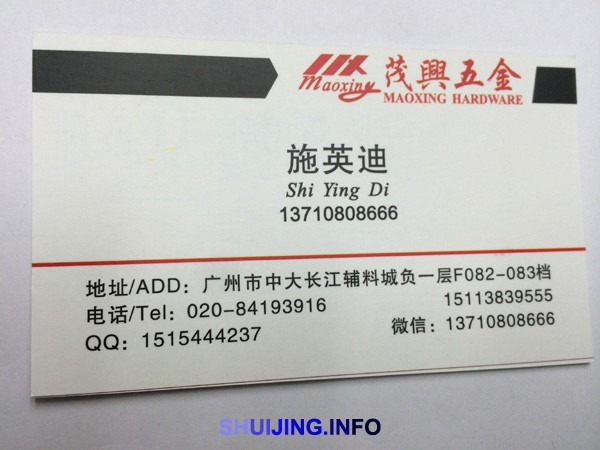 Maoxing 茂興五金
MAOXING HARDWARE
施英迪
Shi Ying Di
13710808666
地址/ADD：广州市中大长江辅料城负一层F082-083档
电话/Tel：020-84193916 15113839555
QQ：1515444237 微信：13710808666
SHUIJING.INFO